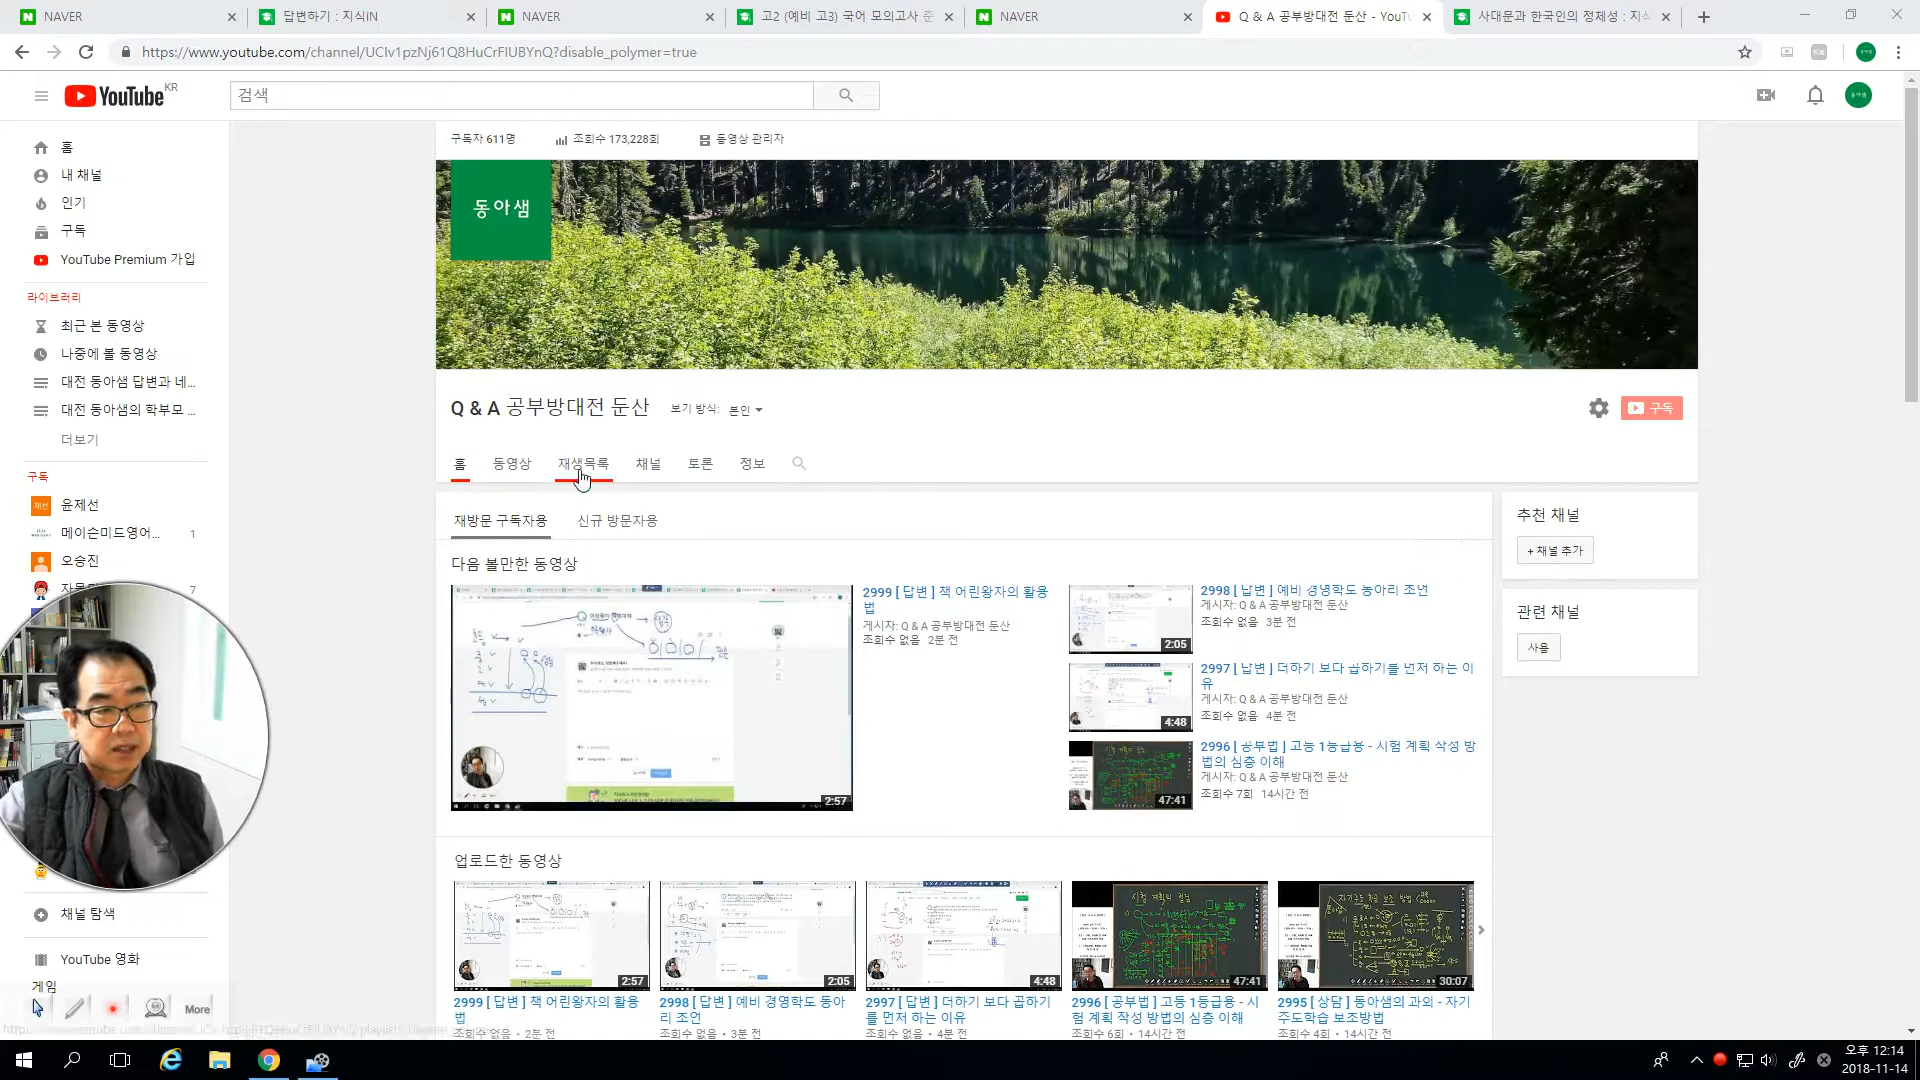 NAVER
답변하기 : 지식iN
NAVER
고2 (예비 고3) 국어 모의고사 준
NAVER
Q & A 공부방대전 둔산 - YouTu
사대문과 한국인의 정체성 : 지식
https://www.youtube.com/channel/UCIv1pzNj61Q8HuCrFIUBYnQ?disable_polymer=true
YouTube KR
검색
동아샘
홈
내 채널
인기
구독
YouTube Premium 가입
라이브러리
최근 본 동영상
나중에 볼 동영상
대전 동아샘 답변과 네...
대전 동아샘의 학부모 ...
더보기
구독
재선
윤제선
메이슨미드영어... 1
오승진
7
채널 탐색
YouTube 영화
게임
More
구독자 611명
조회수 173,228회
동영상 관리자
동아샘
Q & A 공부방대전 둔산
보기 방식: 본인
구독
홈 동영상 재생목록 채널 토론 정보
재방문 구독자용 신규 방문자용
다음 볼만한 동영상
2:57
2999 [ 답변 ] 책 어린왕자의 활용
법
게시자: Q & A 공부방대전 둔산
조회수 없음 2분 전
2:05
2998 [ 답변 ] 예비 경영학도 동아리 조언
게시자: Q & A 공부방대전 둔산
조회수 없음 3분 전
4:48
2997 [ 답변 ] 더하기 보다 곱하기를 먼저 하는 이
유
게시자: Q & A 공부방대전 둔산
조회수 없음 4분 전
47:41
2996 [ 공부법 ] 고등 1등급용 - 시험 계획 작성 방
법의 심층 이해
게시자: Q & A 공부방대전 둔산
조회수 7회 14시간 전
추천 채널
+ 채널 추가
관련 채널
사용
업로드한 동영상
2:57
2999 [ 답변 ] 책 어린왕자의 활용
법
조회수 없음 • 2분 전
2:05
2998 [ 답변 ] 예비 경영학도 동아
리 조언
조회수 없음 • 3분 전
4:48
2997 [ 답변 ] 더하기 보다 곱하기
를 먼저 하는 이유
조회수 없음 • 4분 전
시험 계획의 점검
47:41
2996 [ 공부법 ] 고등 1등급용 - 시
험 계획 작성 방법의 심층 이해
조회수 6회 • 14시간 전
30:07
2995 [ 상담 ] 동아샘의 과외 - 자기
주도학습 보조방법
조회수 4회 • 14시간 전
오후 12:14
2018-11-14